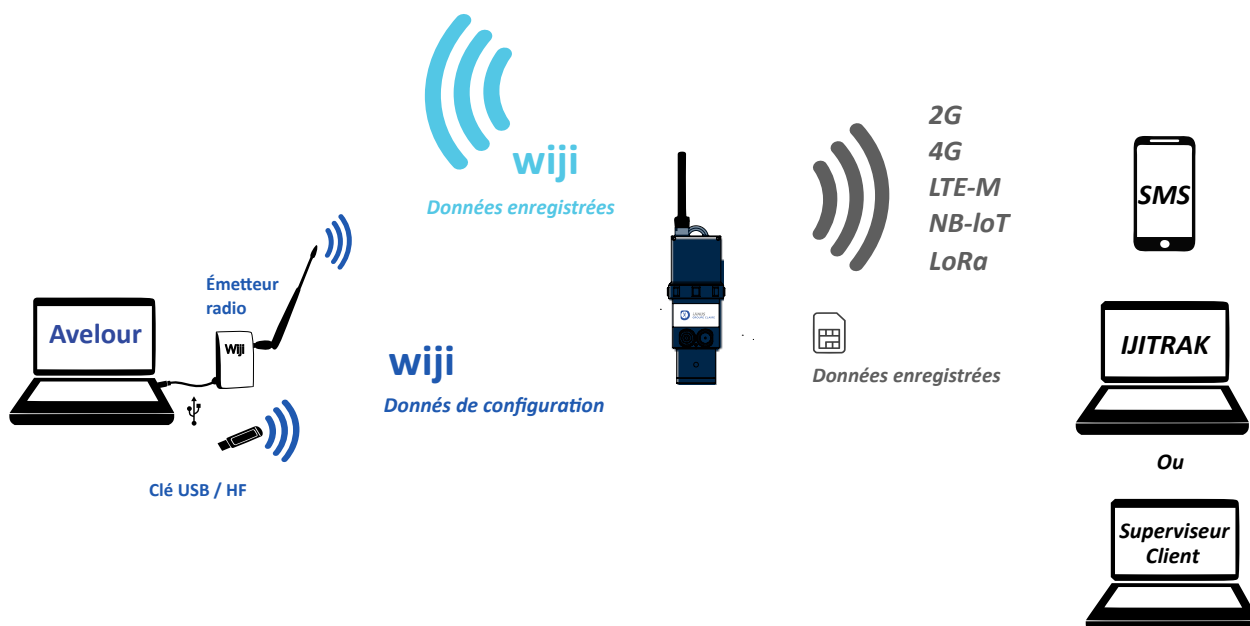 wiji
Données enregistrées
Émetteur
radio
Avelour
Wiji
wiji
Donnés de configuration
Clé USB / HF
2G
4G
LTE-M
NB-IoT
LoRa
Données enregistrées
SMS
IJITRAK
Ou
Superviseur
Client